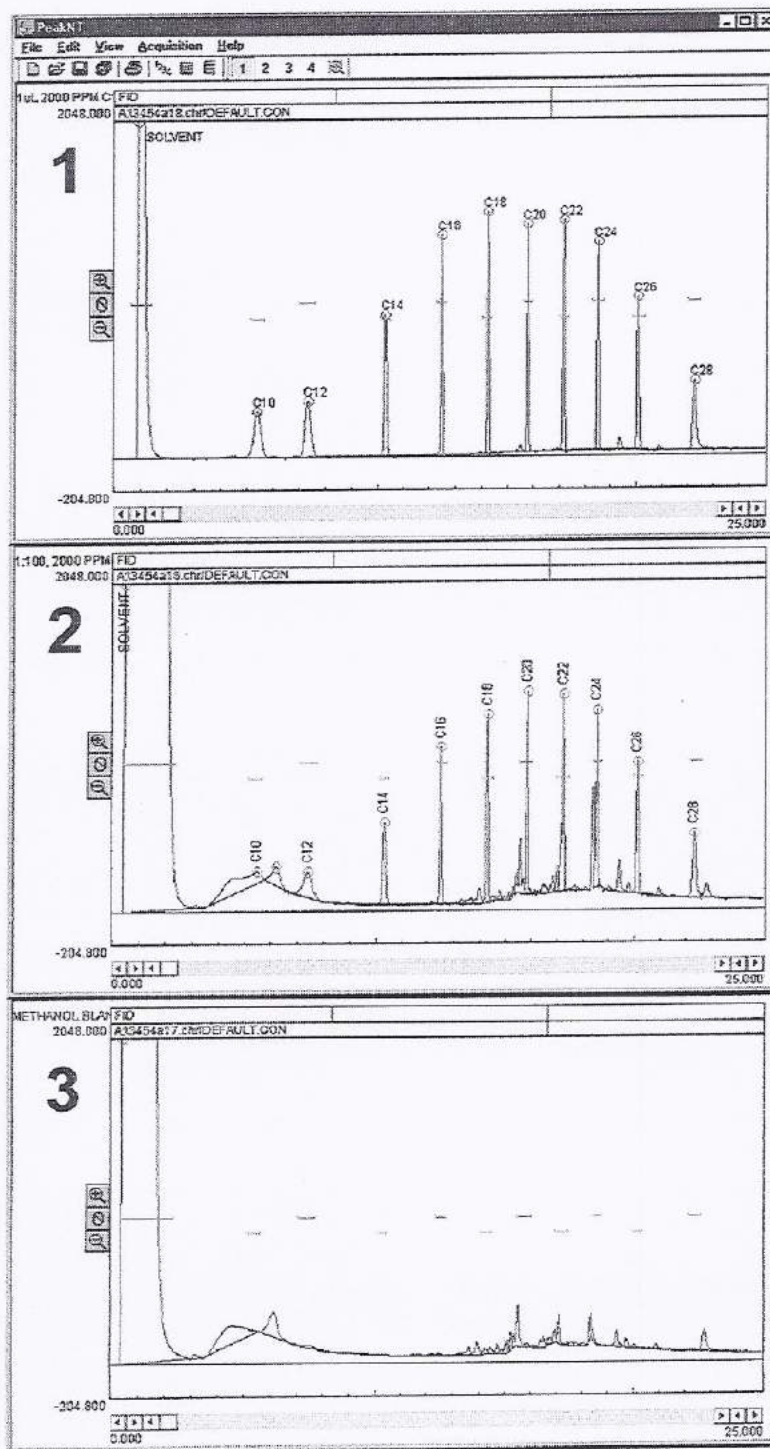 PeakNT
File Edit View Acquisition Help
1 2 3 4
1uL, 2000 PPM C FID
2048.000 A:\3454a18.chr/DEFAULT.CON
1
SOLVENT
C10
C12
C14
C18
C18
C20
C22
C24
C26
C28
-204.800
0.000 25.000
1:100, 2000 PPM FID
2048.000 A:\3454a16.chr/DEFAULT.CON
2
SOLVENT
C10
C12
C14
C16
C18
C20
C22
C24
C26
C28
-204.800
0.000 25.000
METHANOL BLAN FID
2048.000 A:\3454a17.chr/DEFAULT.CON
3
-204.800
0.000 25.000